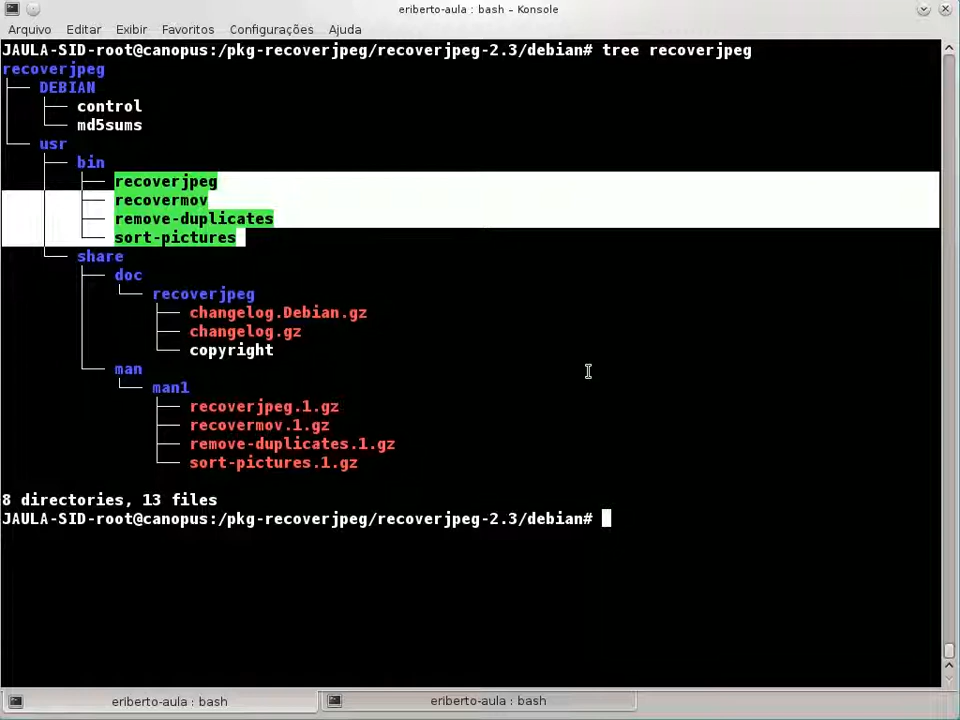 eriberto-aula : bash – Konsole
Arquivo Editar Exibir Favoritos Configurações Ajuda
JAULA-SID-root@canopus:/pkg-recoverjpeg/recoverjpeg-2.3/debian# tree recoverjpeg
recoverjpeg
├── DEBIAN
│   ├── control
│   └── md5sums
└── usr
    ├── bin
    │   ├── recoverjpeg
    │   ├── recovermov
    │   ├── remove-duplicates
    │   └── sort-pictures
    └── share
        ├── doc
        │   └── recoverjpeg
        │       ├── changelog.Debian.gz
        │       ├── changelog.gz
        │       └── copyright
        └── man
            └── man1
                ├── recoverjpeg.1.gz
                ├── recovermov.1.gz
                ├── remove-duplicates.1.gz
                └── sort-pictures.1.gz
8 directories, 13 files
JAULA-SID-root@canopus:/pkg-recoverjpeg/recoverjpeg-2.3/debian#
eriberto-aula : bash eriberto-aula : bash